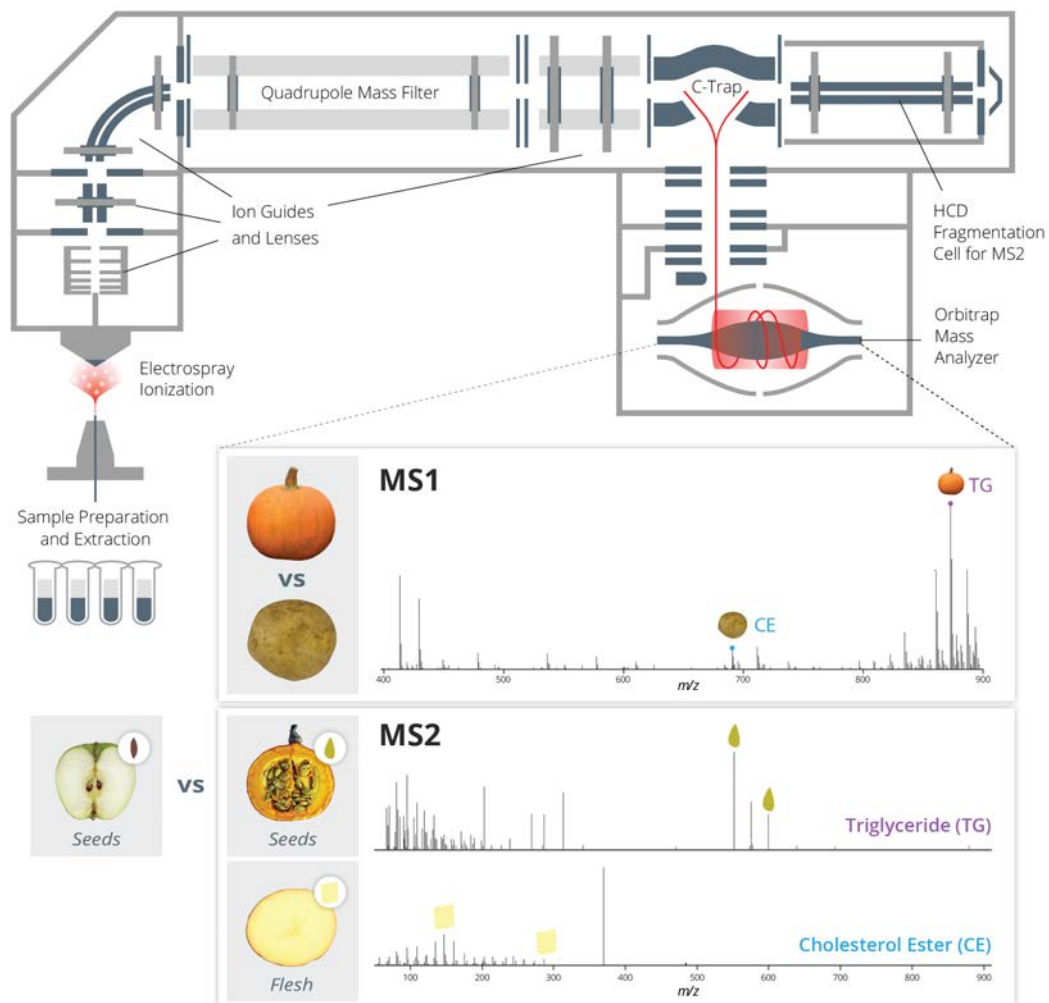 Quadrupole Mass Filter
C-Trap
Ion Guides
and Lenses
HCD
Fragmentation
Cell for MS2
Orbitrap
Mass
Analyzer
Electrospray
Ionization
Sample Preparation
and Extraction
MS1
TG
vs
CE
400 500 600 700 800 900
m/z
MS2
vs
Seeds
Seeds
Triglyceride (TG)
Cholesterol Ester (CE)
Flesh
100 200 300 400 500 600 700 800 900
m/z